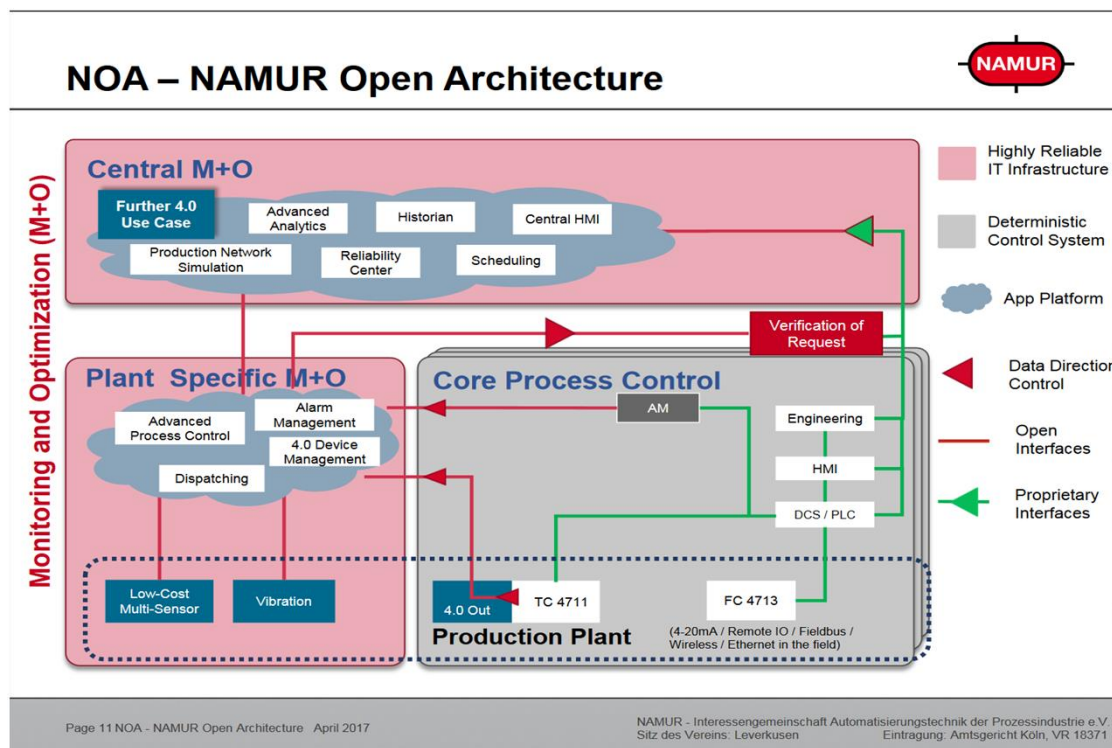 NOA – NAMUR Open Architecture
NAMUR
Monitoring and Optimization (M+O)
Central M+O
Further 4.0
Use Case
Advanced
Analytics
Historian
Central HMI
Production Network
Simulation
Reliability
Center
Scheduling
Verification of
Request
Plant Specific M+O
Advanced
Process Control
Alarm
Management
4.0 Device
Management
Dispatching
Low-Cost
Multi-Sensor
Vibration
Core Process Control
AM
Engineering
HMI
DCS / PLC
4.0 Out
TC 4711
FC 4713
Production Plant
(4-20mA / Remote IO / Fieldbus /
Wireless / Ethernet in the field)
Highly Reliable
IT Infrastructure
Deterministic
Control System
App Platform
Data Direction
Control
Open
Interfaces
Proprietary
Interfaces
Page 11 NOA - NAMUR Open Architecture April 2017
NAMUR - Interessengemeinschaft Automatisierungstechnik der Prozessindustrie e.V.
Sitz des Vereins: Leverkusen Eintragung: Amtsgericht Köln, VR 18371